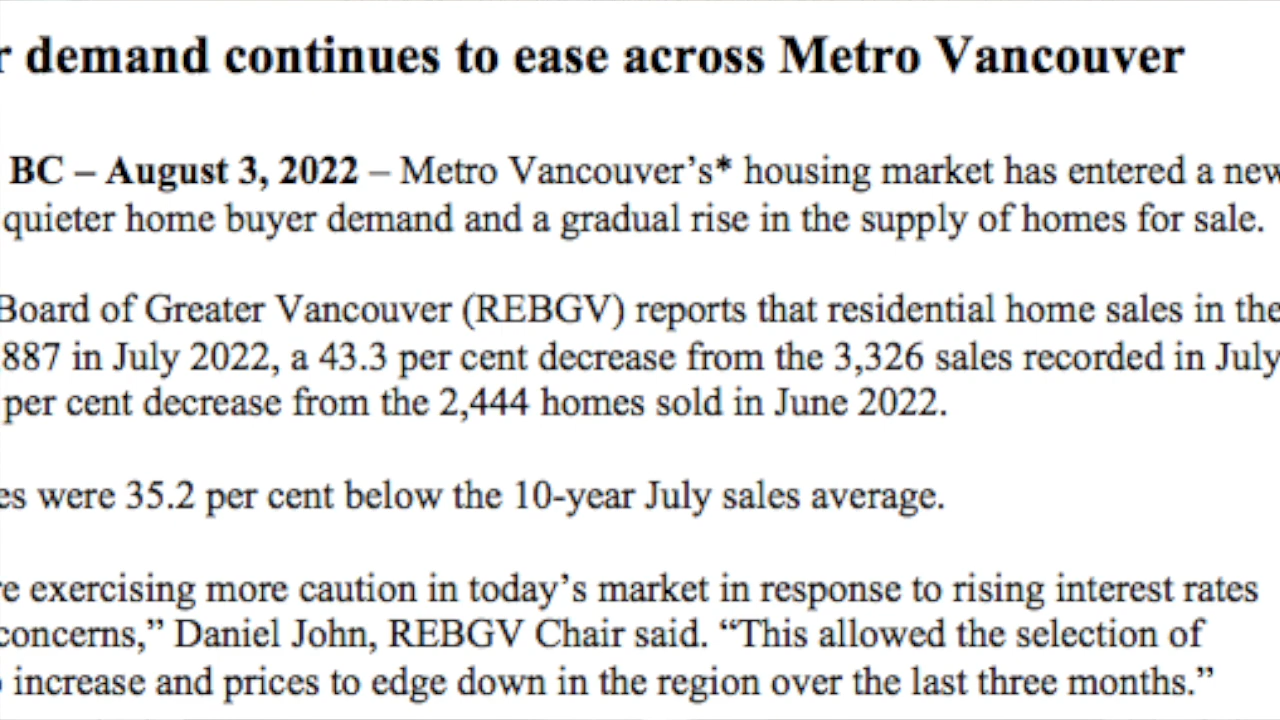 r demand continues to ease across Metro Vancouver
BC – August 3, 2022 – Metro Vancouver’s* housing market has entered a new
quieter home buyer demand and a gradual rise in the supply of homes for sale.
Board of Greater Vancouver (REBGV) reports that residential home sales in the
887 in July 2022, a 43.3 per cent decrease from the 3,326 sales recorded in July
per cent decrease from the 2,444 homes sold in June 2022.
es were 35.2 per cent below the 10-year July sales average.
re exercising more caution in today’s market in response to rising interest rates
concerns,” Daniel John, REBGV Chair said. “This allowed the selection of
increase and prices to edge down in the region over the last three months.”